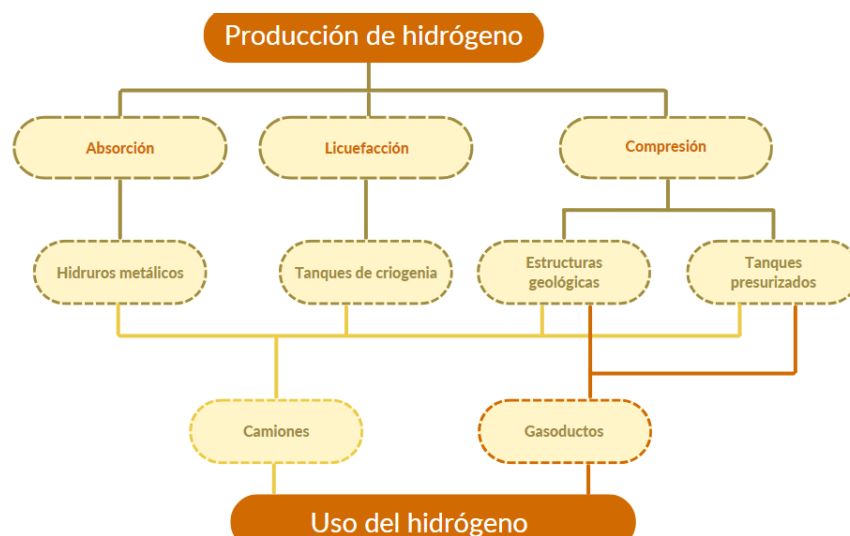 Producción de hidrógeno
Absorción
Licuefacción
Compresión
Hidruros metálicos
Tanques de criogenia
Estructuras
geológicas
Tanques
presurizados
Camiones
Gasoductos
Uso del hidrógeno